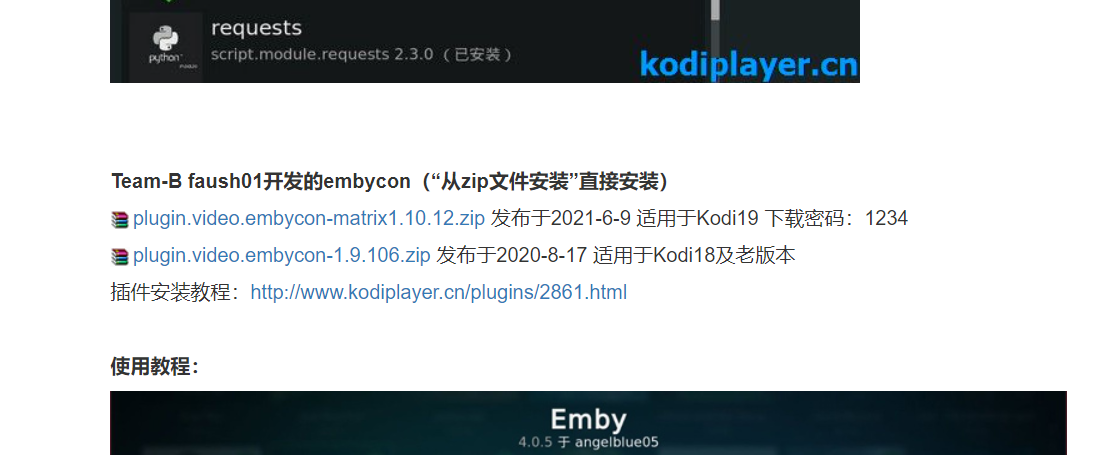 requests
script.module.requests 2.3.0（已安装）
python
kodiplayer.cn
Team-B faush01开发的embycon（“从zip文件安装”直接安装）
plugin.video.embycon-matrix1.10.12.zip 发布于2021-6-9 适用于Kodi19 下载密码：1234
plugin.video.embycon-1.9.106.zip 发布于2020-8-17 适用于Kodi18及老版本
插件安装教程：http://www.kodiplayer.cn/plugins/2861.html
使用教程：
Emby
4.0.5 于 angelblue05